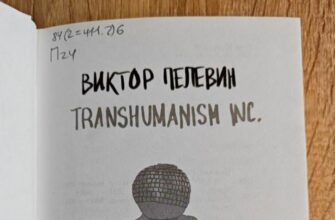 84(2=411.2)6
П24
ВИКТОР ПЕЛЕВИН
TRANSHUMANISM INC.